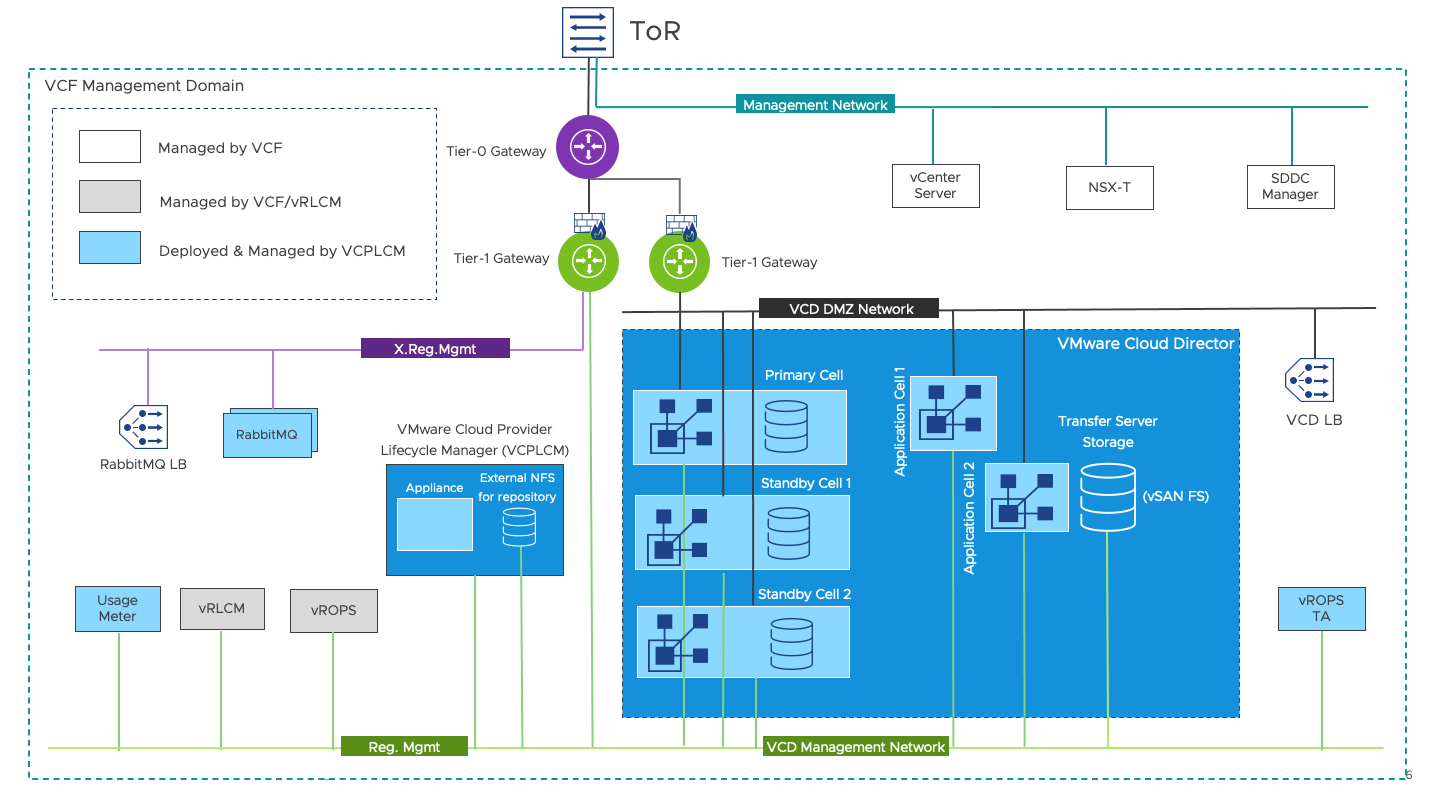 ToR
VCF Management Domain
Management Network
Managed by VCF
Managed by VCF/vRLCM
Deployed & Managed by VCPLCM
Tier-0 Gateway
vCenter
Server
NSX-T
SDDC
Manager
Tier-1 Gateway
Tier-1 Gateway
VCD DMZ Network
X.Reg.Mgmt
VMware Cloud Director
Primary Cell
Application Cell 1
RabbitMQ LB
RabbitMQ
VMware Cloud Provider
Lifecycle Manager (VCPLCM)
Appliance
External NFS
for repository
Standby Cell 1
Application Cell 2
Transfer Server
Storage
(vSAN FS)
VCD LB
Standby Cell 2
Usage
Meter
vRLCM
vROPS
vROPS
TA
Reg. Mgmt
VCD Management Network
6